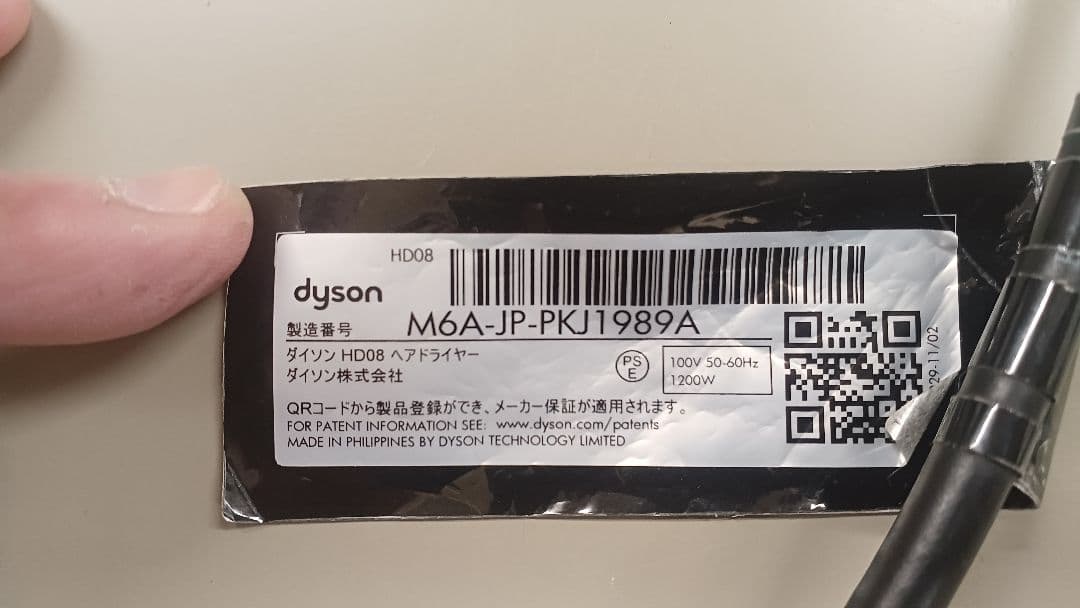 HD08
dyson
製造番号 M6A-JP-PKJ1989A
ダイソン HD08 ヘアドライヤー
ダイソン株式会社
PS
E
100V 50-60Hz
1200W
QRコードから製品登録ができ、メーカー保証が適用されます。
FOR PATENT INFORMATION SEE: www.dyson.com/patents
MADE IN PHILIPPINES BY DYSON TECHNOLOGY LIMITED